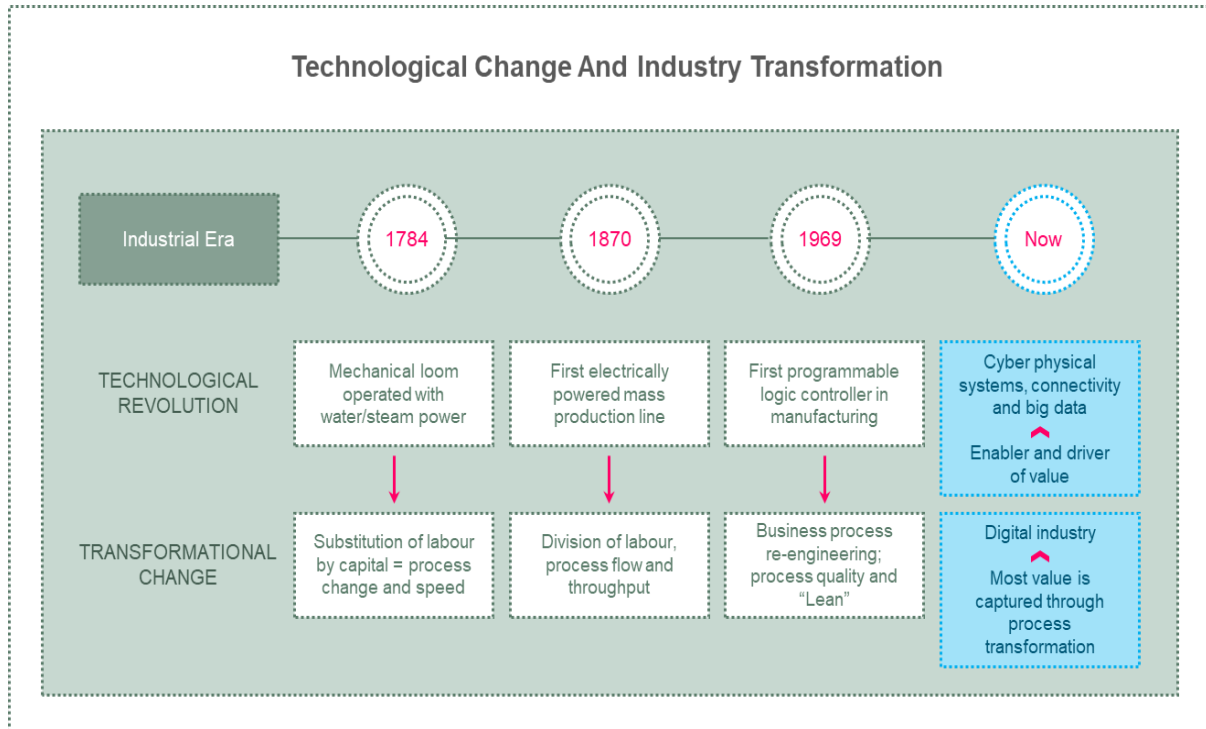 Technological Change And Industry Transformation
Industrial Era
1784
1870
1969
Now
TECHNOLOGICAL
REVOLUTION
Mechanical loom
operated with
water/steam power
First electrically
powered mass
production line
First programmable
logic controller in
manufacturing
Cyber physical
systems, connectivity
and big data
Enabler and driver
of value
TRANSFORMATIONAL
CHANGE
Substitution of labour
by capital = process
change and speed
Division of labour,
process flow and
throughput
Business process
re-engineering;
process quality and
“Lean”
Digital industry
Most value is
captured through
process
transformation